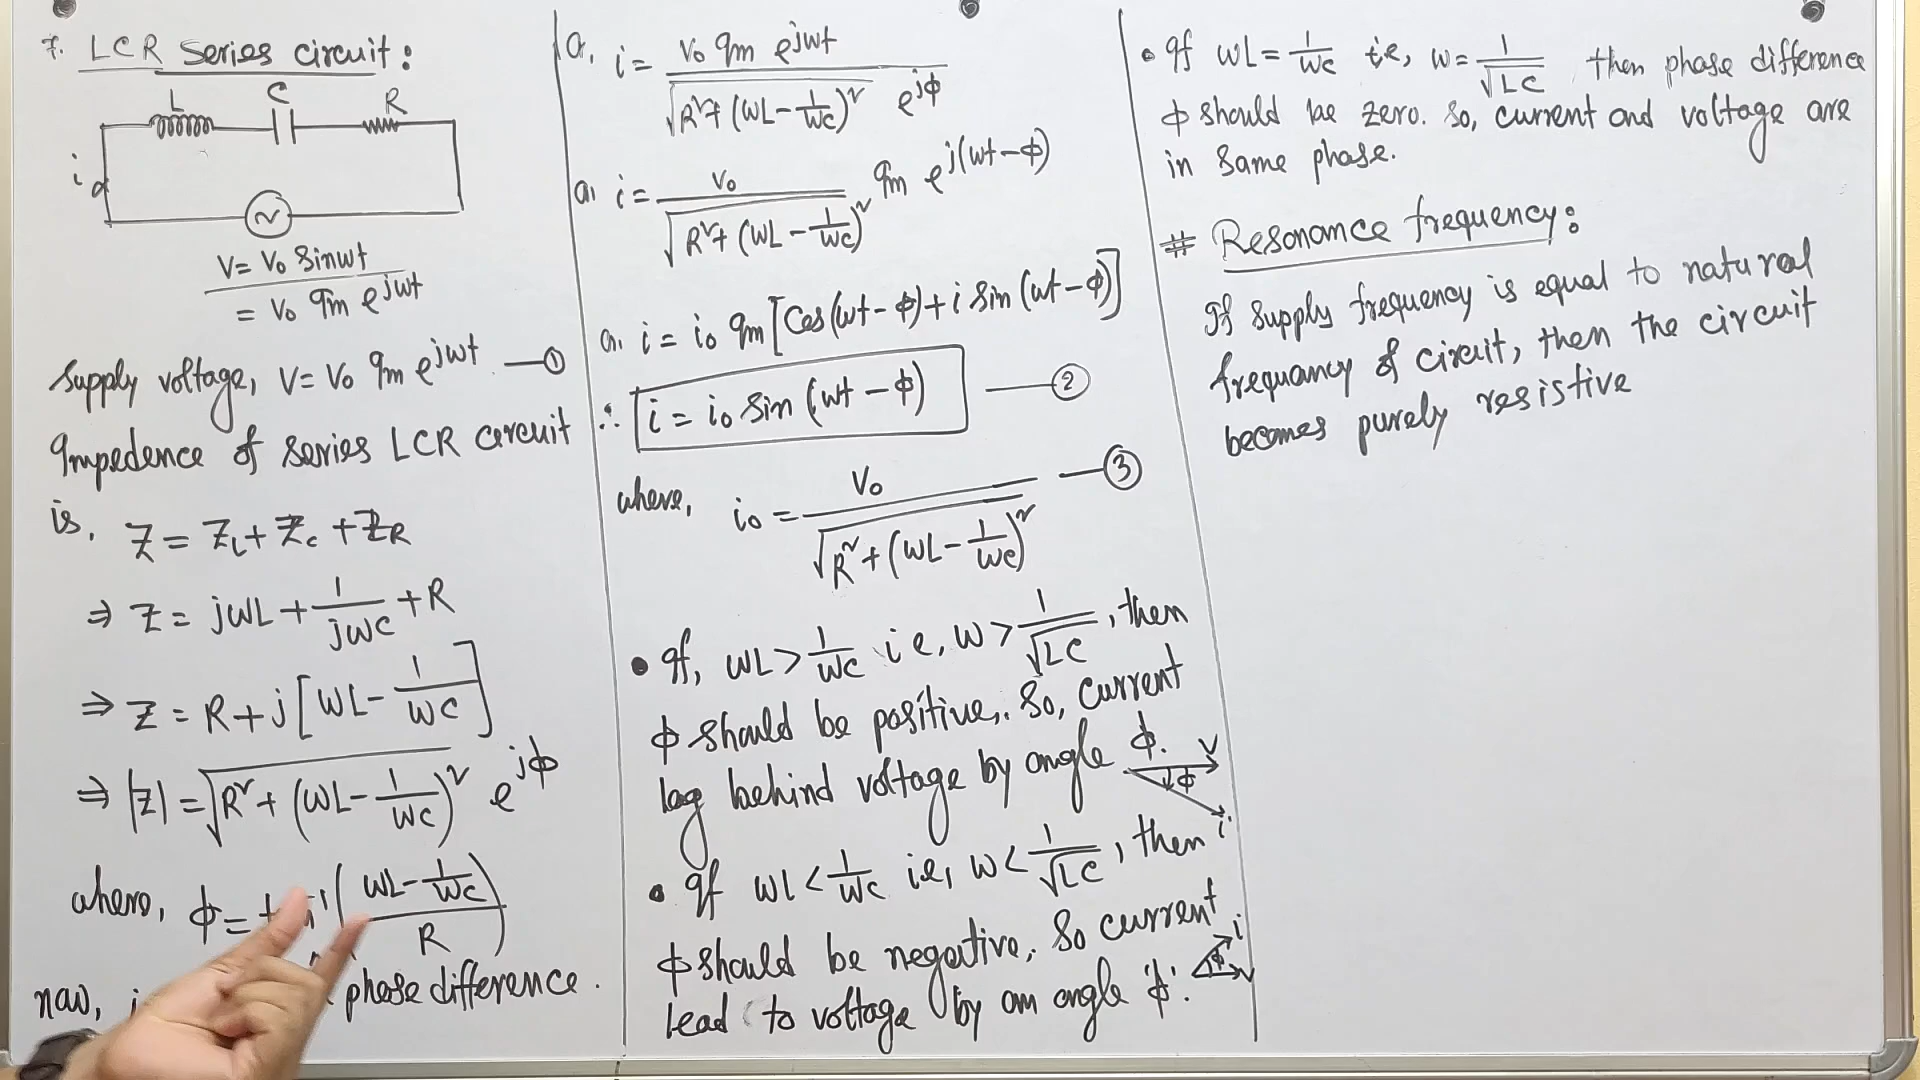 7. LCR Series circuit:
L C R
i
~
V = V₀ Sinωt
= V₀ Im e^{jωt}
Supply voltage, V = V₀ Im e^{jωt} —①
Impedence of series LCR circuit
is, Z = Z_L + Z_c + Z_R
⇒ Z = jωL + 1/jωC + R
⇒ Z = R + j[ωL - 1/ωC]
⇒ |Z| = √(R² + (ωL - 1/ωC)²) e^{jϕ}
where, ϕ = ((ωL - 1/ωC)/R)
now, phase difference.
a, i = V₀ Im e^{jωt} / √(R² + (ωL - 1/ωC)²) e^{jϕ}
a, i = V₀ / √(R² + (ωL - 1/ωC)²) Im e^{j(ωt - ϕ)}
a, i = i₀ Im [Cos(ωt - ϕ) + i Sin(ωt - ϕ)]
∴ i = i₀ Sin(ωt - ϕ) —②
where, i₀ = V₀ / √(R² + (ωL - 1/ωC)²) —③
• If, ωL > 1/ωC i e, ω > 1/√LC, then
ϕ should be positive,. So, Current
lag behind voltage by angle ϕ.
V
ϕ
i
• If ωL < 1/ωC i.e, ω < 1/√LC, then
ϕ should be negative,. So current
lead to voltage by an angle 'ϕ'.
i
ϕ
V
• If ωL = 1/ωC i.e, ω = 1/√LC, then phase difference
ϕ should be zero. So, current and voltage are
in same phase.
# Resonance frequency:
If Supply frequency is equal to natural
frequancy of circuit, then the circuit
becomes purely resistive